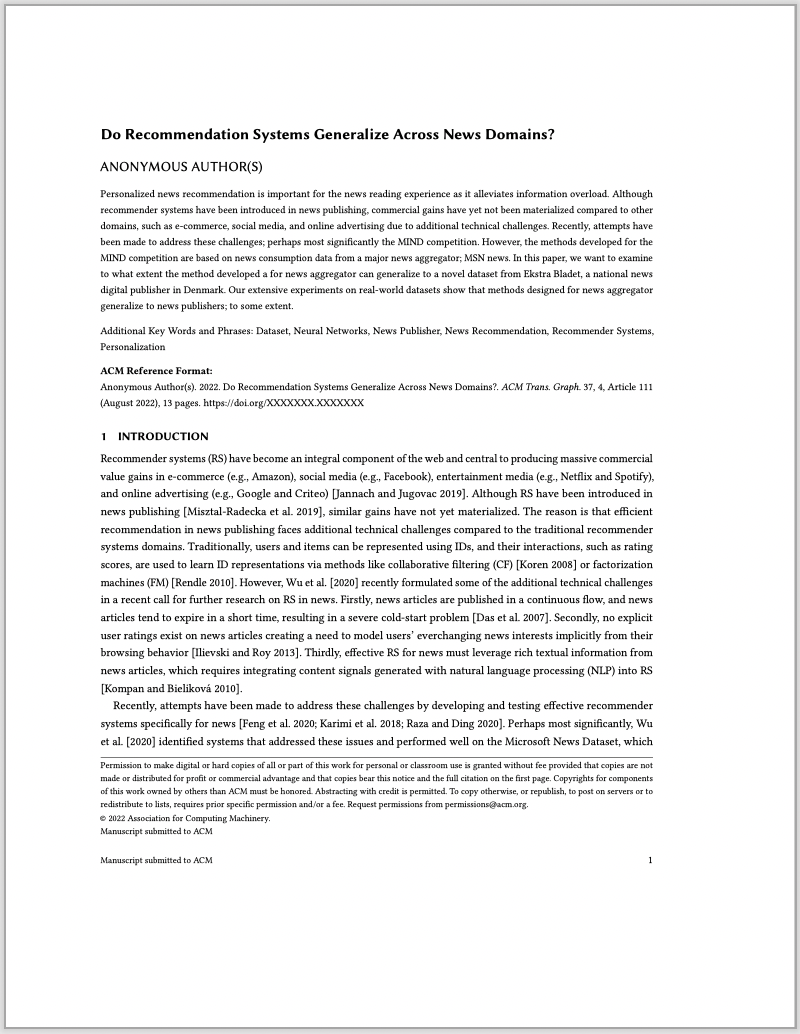 Do Recommendation Systems Generalize Across News Domains?
ANONYMOUS AUTHOR(S)
Personalized news recommendation is important for the news reading experience as it alleviates information overload. Although
recommender systems have been introduced in news publishing, commercial gains have yet not been materialized compared to other
domains, such as e-commerce, social media, and online advertising due to additional technical challenges. Recently, attempts have
been made to address these challenges; perhaps most significantly the MIND competition. However, the methods developed for the
MIND competition are based on news consumption data from a major news aggregator; MSN news. In this paper, we want to examine
to what extent the method developed a for news aggregator can generalize to a novel dataset from Ekstra Bladet, a national news
digital publisher in Denmark. Our extensive experiments on real-world datasets show that methods designed for news aggregator
generalize to news publishers; to some extent.
Additional Key Words and Phrases: Dataset, Neural Networks, News Publisher, News Recommendation, Recommender Systems,
Personalization
ACM Reference Format:
Anonymous Author(s). 2022. Do Recommendation Systems Generalize Across News Domains?. ACM Trans. Graph. 37, 4, Article 111
(August 2022), 13 pages. https://doi.org/XXXXXXX.XXXXXXX
1 INTRODUCTION
Recommender systems (RS) have become an integral component of the web and central to producing massive commercial
value gains in e-commerce (e.g., Amazon), social media (e.g., Facebook), entertainment media (e.g., Netflix and Spotify),
and online advertising (e.g., Google and Criteo) [Jannach and Jugovac 2019]. Although RS have been introduced in
news publishing [Misztal-Radecka et al. 2019], similar gains have not yet materialized. The reason is that efficient
recommendation in news publishing faces additional technical challenges compared to the traditional recommender
systems domains. Traditionally, users and items can be represented using IDs, and their interactions, such as rating
scores, are used to learn ID representations via methods like collaborative filtering (CF) [Koren 2008] or factorization
machines (FM) [Rendle 2010]. However, Wu et al. [2020] recently formulated some of the additional technical challenges
in a recent call for further research on RS in news. Firstly, news articles are published in a continuous flow, and news
articles tend to expire in a short time, resulting in a severe cold-start problem [Das et al. 2007]. Secondly, no explicit
user ratings exist on news articles creating a need to model users' everchanging news interests implicitly from their
browsing behavior [Ilievski and Roy 2013]. Thirdly, effective RS for news must leverage rich textual information from
news articles, which requires integrating content signals generated with natural language processing (NLP) into RS
[Kompan and Bieliková 2010].
Recently, attempts have been made to address these challenges by developing and testing effective recommender
systems specifically for news [Feng et al. 2020; Karimi et al. 2018; Raza and Ding 2020]. Perhaps most significantly, Wu
et al. [2020] identified systems that addressed these issues and performed well on the Microsoft News Dataset, which
Permission to make digital or hard copies of all or part of this work for personal or classroom use is granted without fee provided that copies are not
made or distributed for profit or commercial advantage and that copies bear this notice and the full citation on the first page. Copyrights for components
of this work owned by others than ACM must be honored. Abstracting with credit is permitted. To copy otherwise, or republish, to post on servers or to
redistribute to lists, requires prior specific permission and/or a fee. Request permissions from permissions@acm.org.
© 2022 Association for Computing Machinery.
Manuscript submitted to ACM
Manuscript submitted to ACM 1